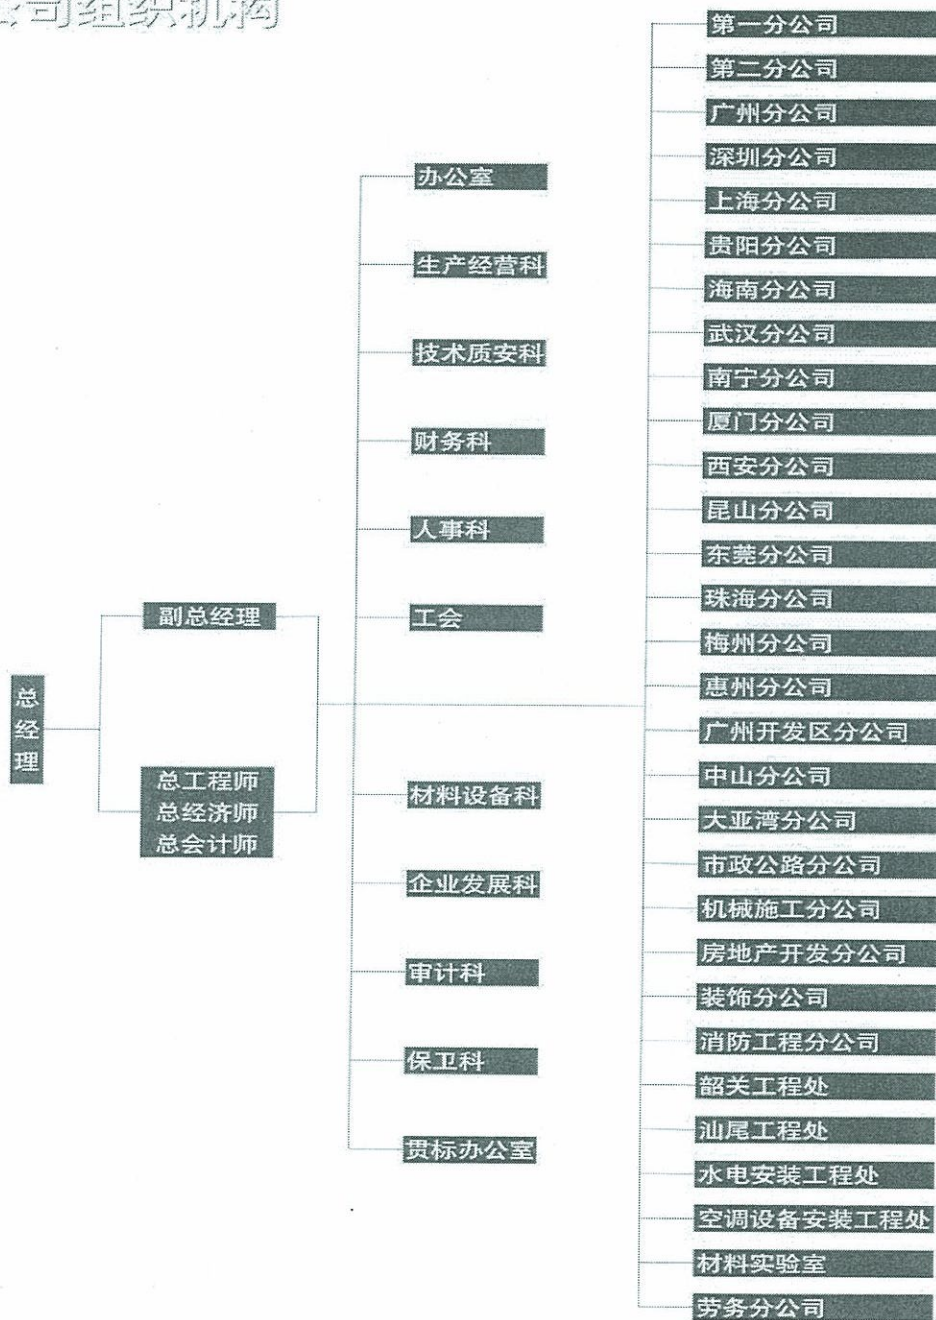 公司组织机构
总经理
副总经理
总工程师
总经济师
总会计师
办公室
生产经营科
技术质安科
财务科
人事科
工会
材料设备科
企业发展科
审计科
保卫科
贯标办公室
第一分公司
第二分公司
广州分公司
深圳分公司
上海分公司
贵阳分公司
海南分公司
武汉分公司
南宁分公司
厦门分公司
西安分公司
昆山分公司
东莞分公司
珠海分公司
梅州分公司
惠州分公司
广州开发区分公司
中山分公司
大亚湾分公司
市政公路分公司
机械施工分公司
房地产开发分公司
装饰分公司
消防工程分公司
韶关工程处
汕尾工程处
水电安装工程处
空调设备安装工程处
材料实验室
劳务分公司